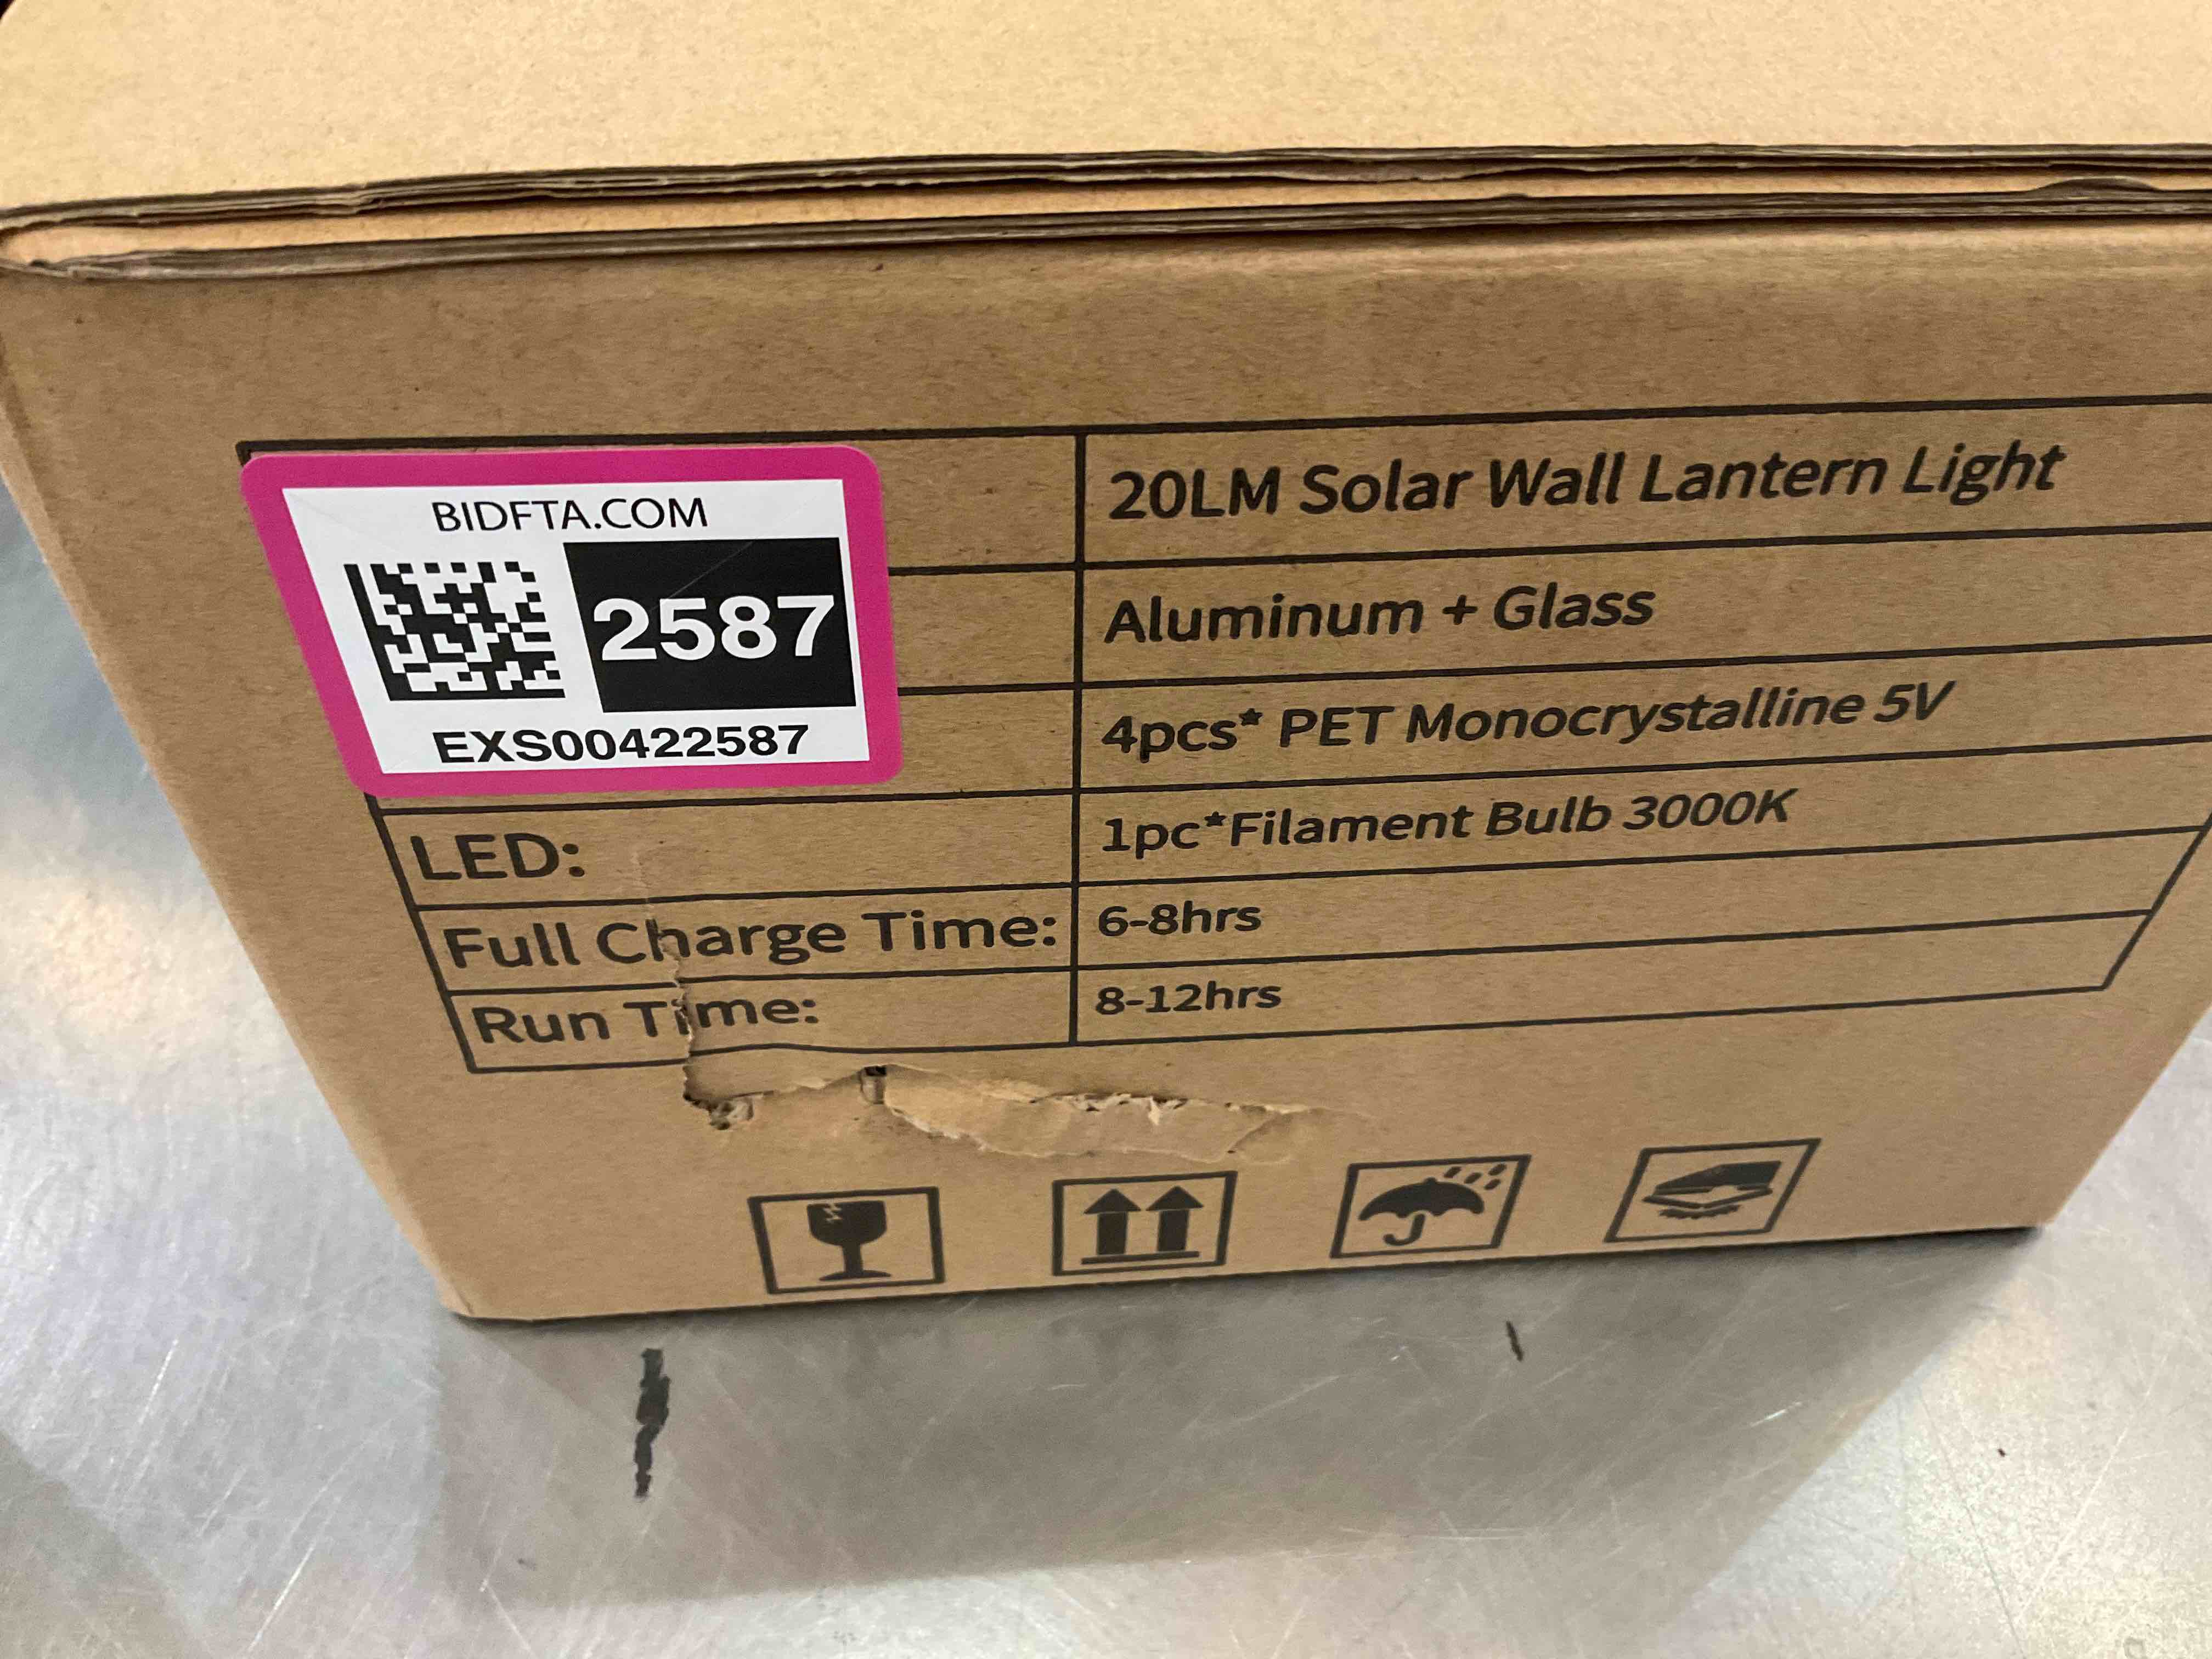 BIDFTA.COM
2587
EXS00422587
20LM Solar Wall Lantern Light
Aluminum + Glass
4pcs* PET Monocrystalline 5V
LED: 1pc*Filament Bulb 3000K
Full Charge Time: 6-8hrs
Run Time: 8-12hrs